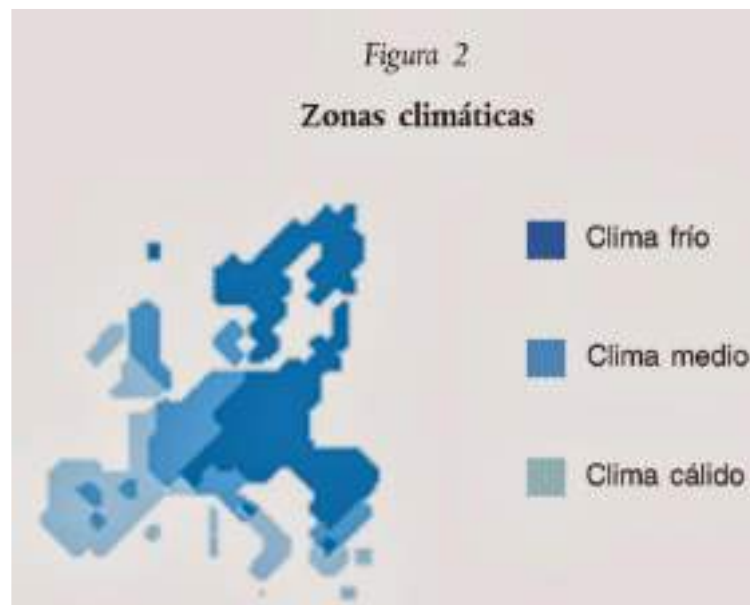 Figura 2
Zonas climáticas
Clima frío
Clima medio
Clima cálido